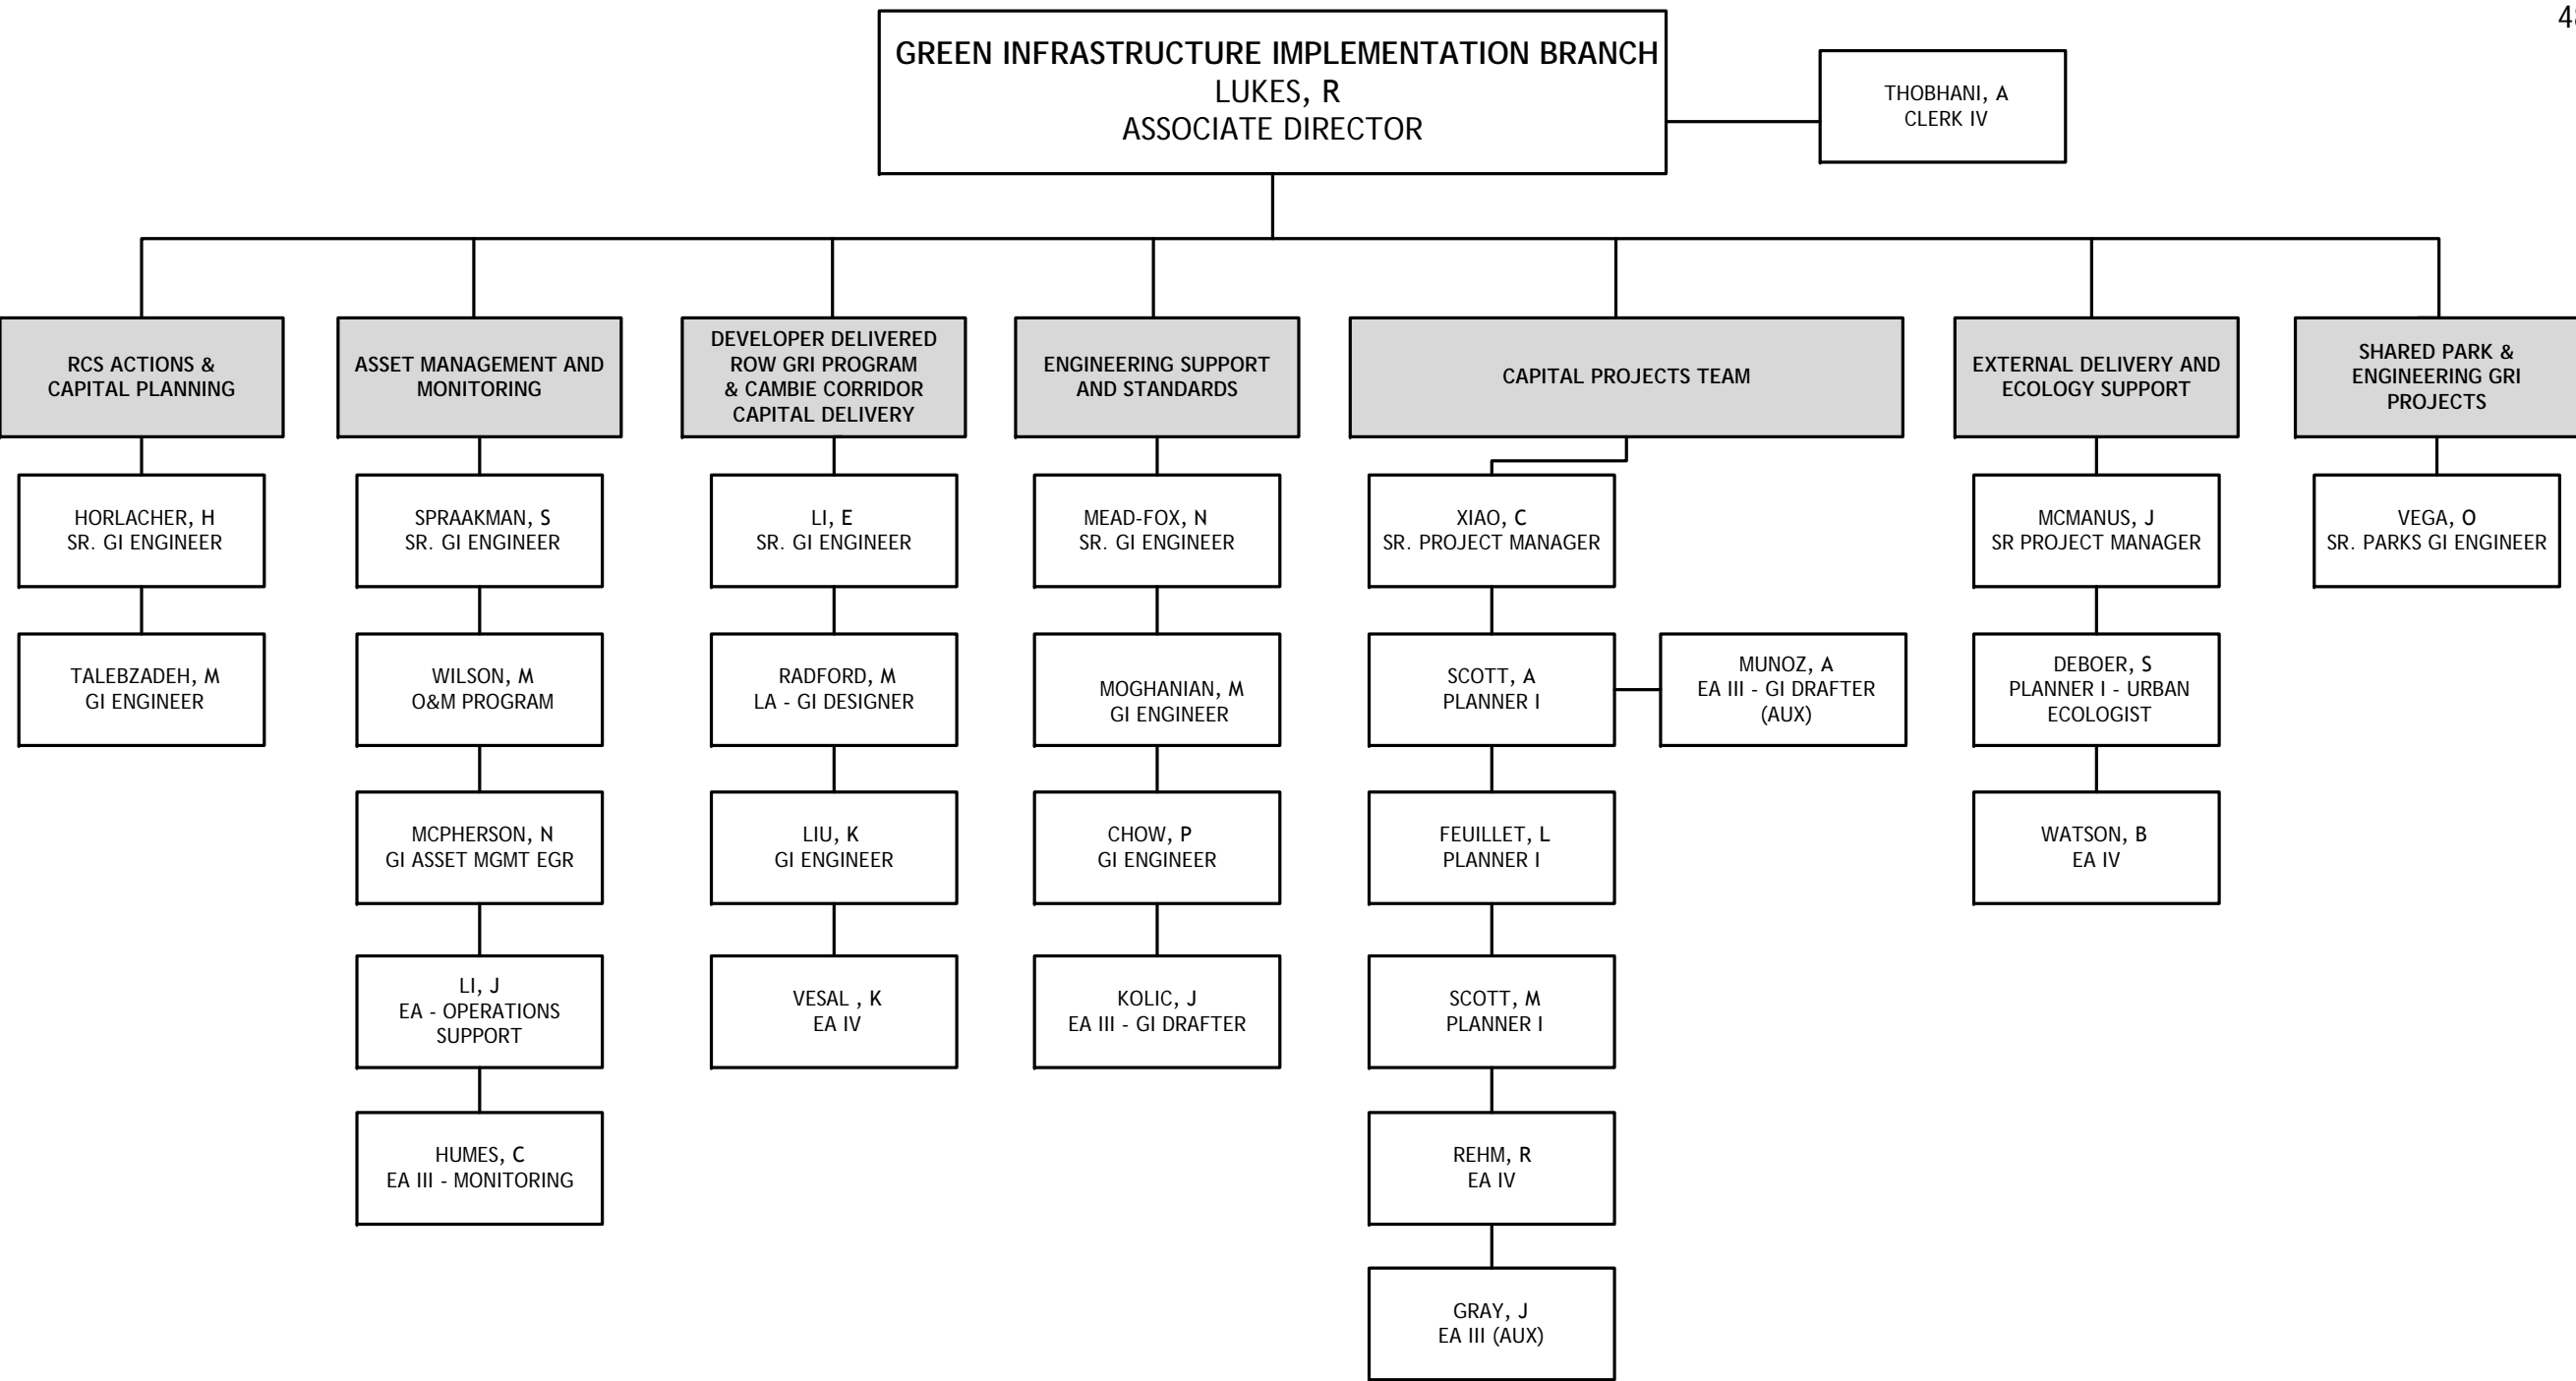 48
GREEN INFRASTRUCTURE IMPLEMENTATION BRANCH
LUKES, R
ASSOCIATE DIRECTOR
THOBHANI, A
CLERK IV
RCS ACTIONS &
CAPITAL PLANNING
HORLACHER, H
SR. GI ENGINEER
TALEBZADEH, M
GI ENGINEER
ASSET MANAGEMENT AND
MONITORING
SPRAAKMAN, S
SR. GI ENGINEER
WILSON, M
O&M PROGRAM
MCPHERSON, N
GI ASSET MGMT EGR
LI, J
EA - OPERATIONS
SUPPORT
HUMES, C
EA III - MONITORING
DEVELOPER DELIVERED
ROW GRI PROGRAM
& CAMBIE CORRIDOR
CAPITAL DELIVERY
LI, E
SR. GI ENGINEER
RADFORD, M
LA - GI DESIGNER
LIU, K
GI ENGINEER
VESAL , K
EA IV
ENGINEERING SUPPORT
AND STANDARDS
MEAD-FOX, N
SR. GI ENGINEER
MOGHANIAN, M
GI ENGINEER
CHOW, P
GI ENGINEER
KOLIC, J
EA III - GI DRAFTER
CAPITAL PROJECTS TEAM
XIAO, C
SR. PROJECT MANAGER
SCOTT, A
PLANNER I
MUNOZ, A
EA III - GI DRAFTER
(AUX)
FEUILLET, L
PLANNER I
SCOTT, M
PLANNER I
REHM, R
EA IV
GRAY, J
EA III (AUX)
EXTERNAL DELIVERY AND
ECOLOGY SUPPORT
MCMANUS, J
SR PROJECT MANAGER
DEBOER, S
PLANNER I - URBAN
ECOLOGIST
WATSON, B
EA IV
SHARED PARK &
ENGINEERING GRI
PROJECTS
VEGA, O
SR. PARKS GI ENGINEER